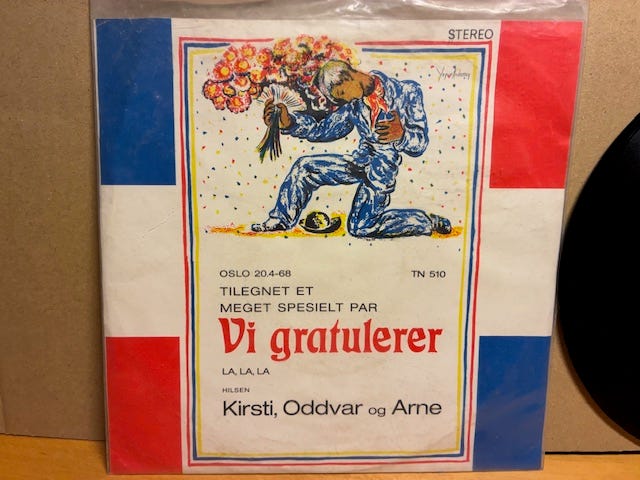 STEREO
OSLO 20.4-68 TN 510
TILEGNET ET
MEGET SPESIELT PAR
Vi gratulerer
LA, LA, LA
HILSEN
Kirsti, Oddvar og Arne